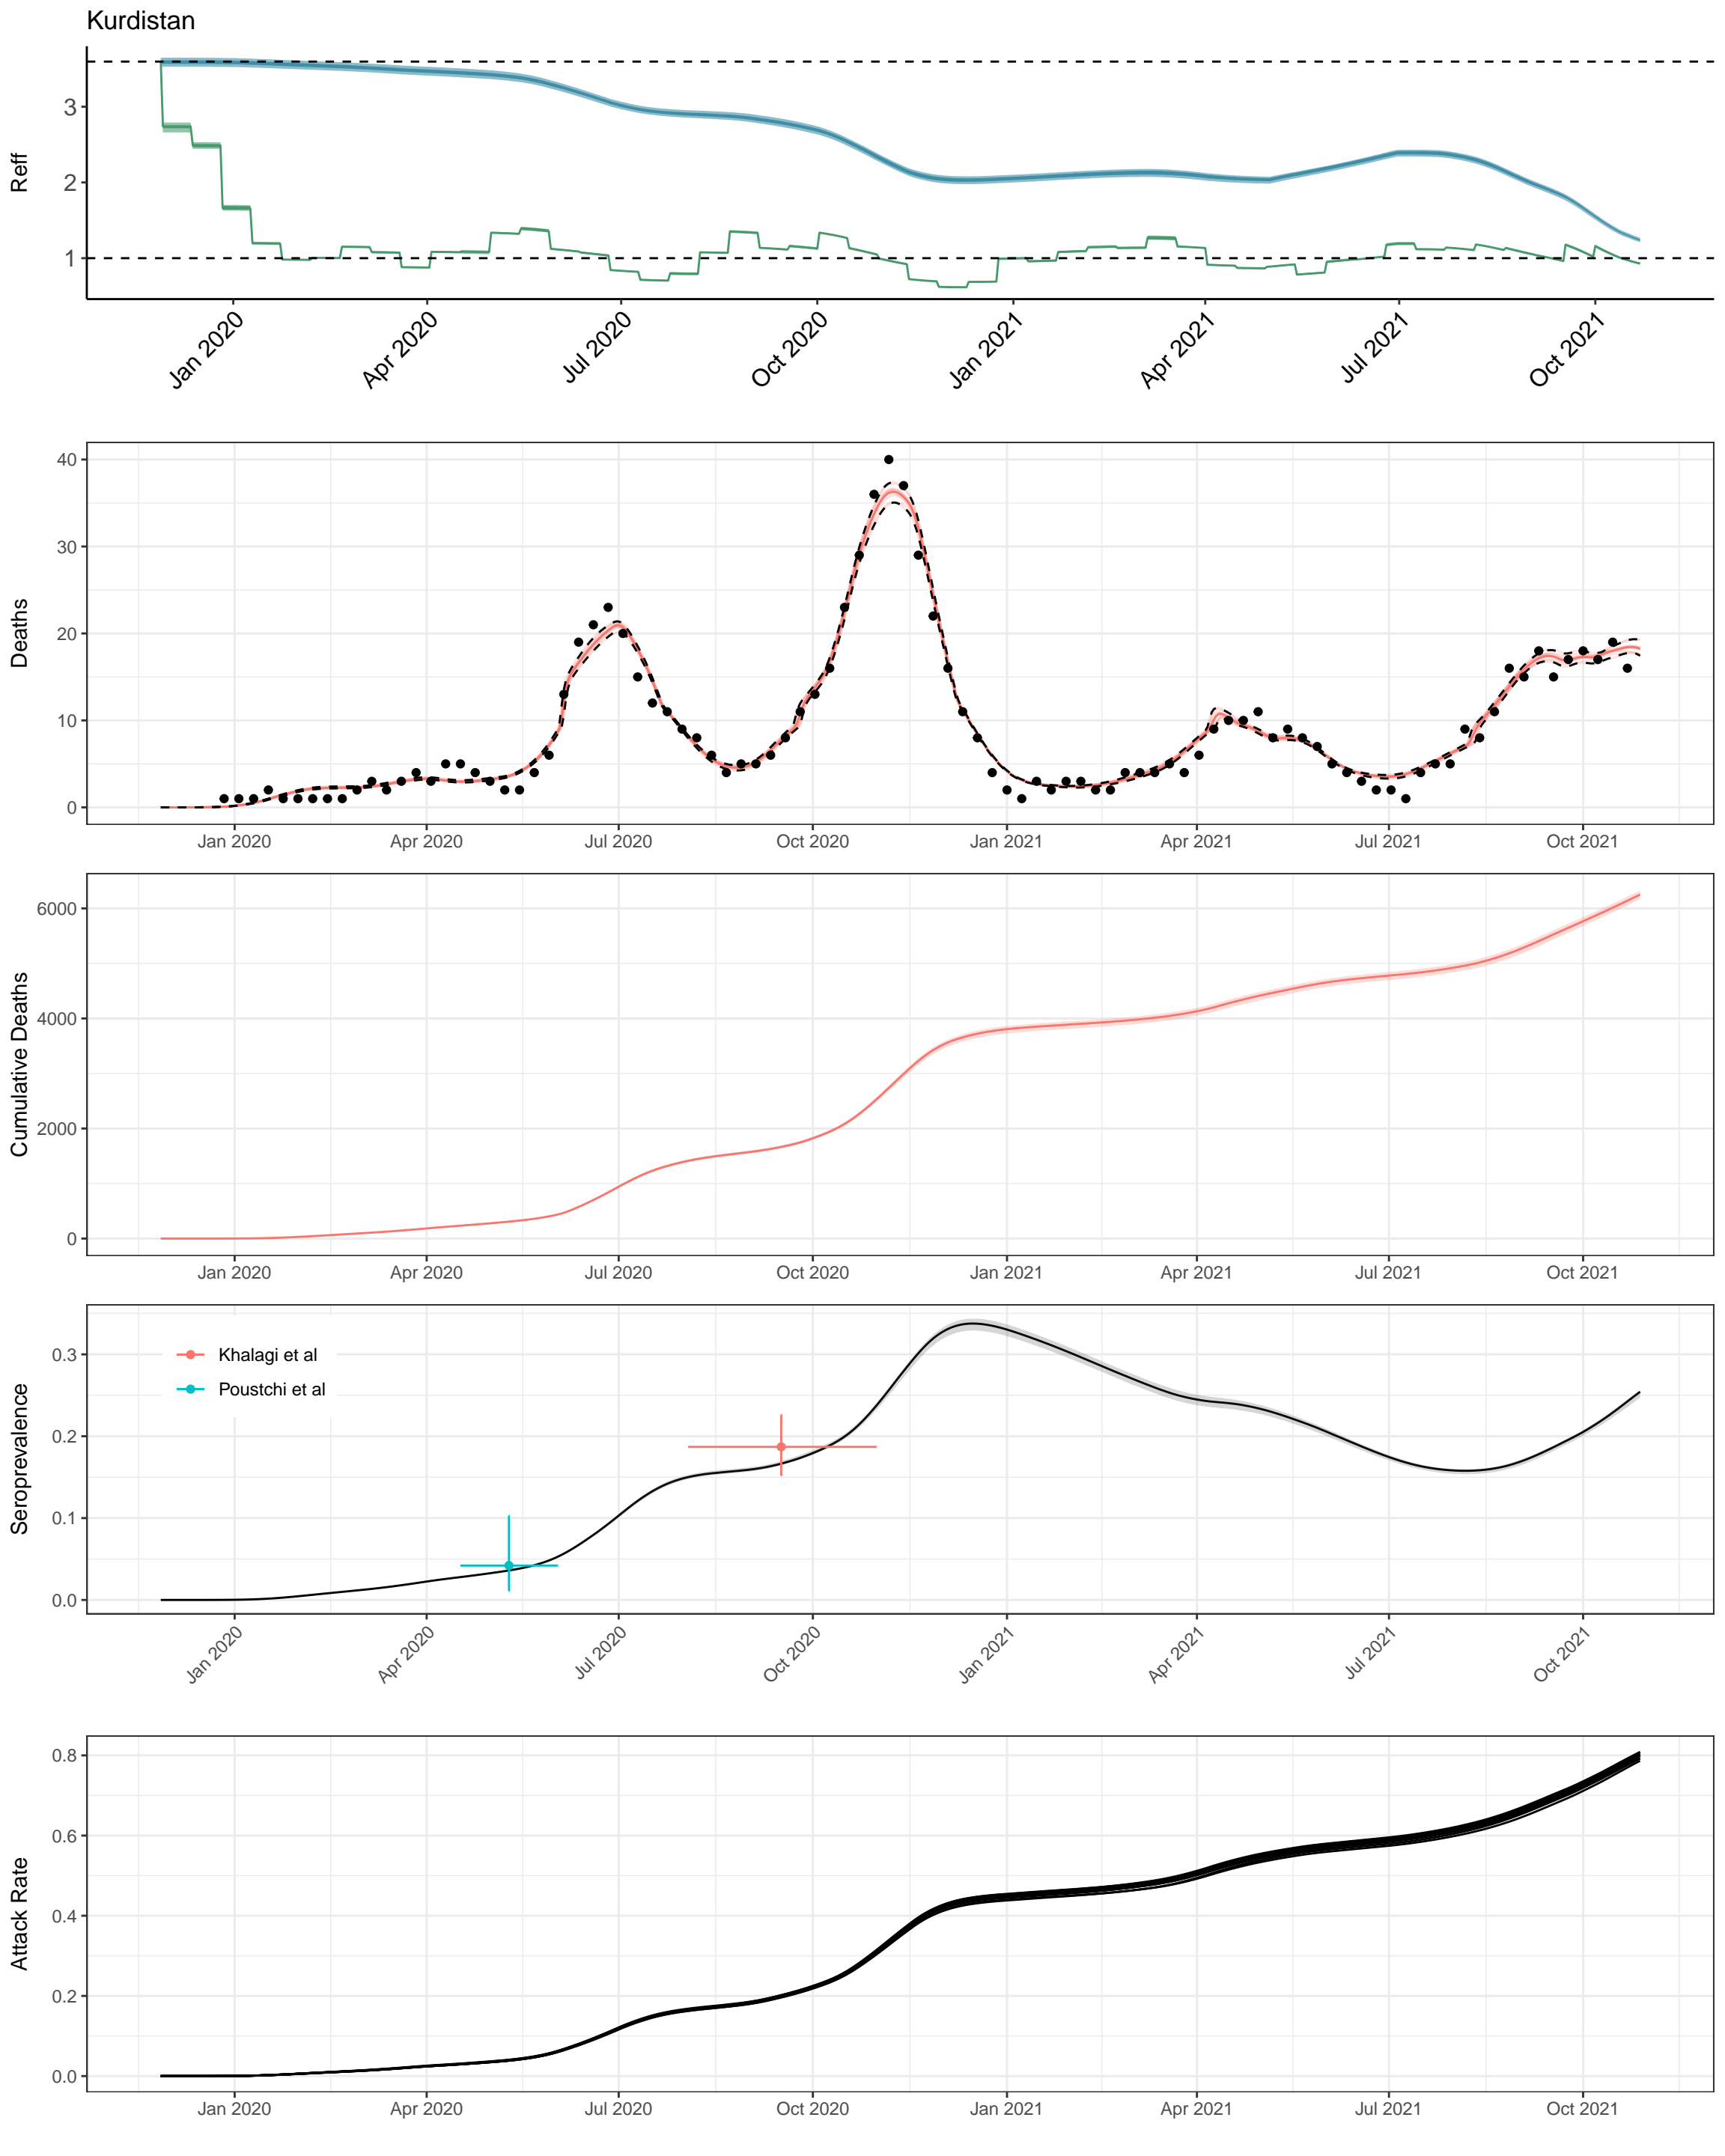 Kurdistan
Reff
3
2
1
Jan 2020
Apr 2020
Jul 2020
Oct 2020
Jan 2021
Apr 2021
Jul 2021
Oct 2021
Deaths
40
30
20
10
0
Jan 2020
Apr 2020
Jul 2020
Oct 2020
Jan 2021
Apr 2021
Jul 2021
Oct 2021
Cumulative Deaths
6000
4000
2000
0
Jan 2020
Apr 2020
Jul 2020
Oct 2020
Jan 2021
Apr 2021
Jul 2021
Oct 2021
Seroprevalence
0.3
0.2
0.1
0.0
Khalagi et al
Poustchi et al
Jan 2020
Apr 2020
Jul 2020
Oct 2020
Jan 2021
Apr 2021
Jul 2021
Oct 2021
Attack Rate
0.8
0.6
0.4
0.2
0.0
Jan 2020
Apr 2020
Jul 2020
Oct 2020
Jan 2021
Apr 2021
Jul 2021
Oct 2021